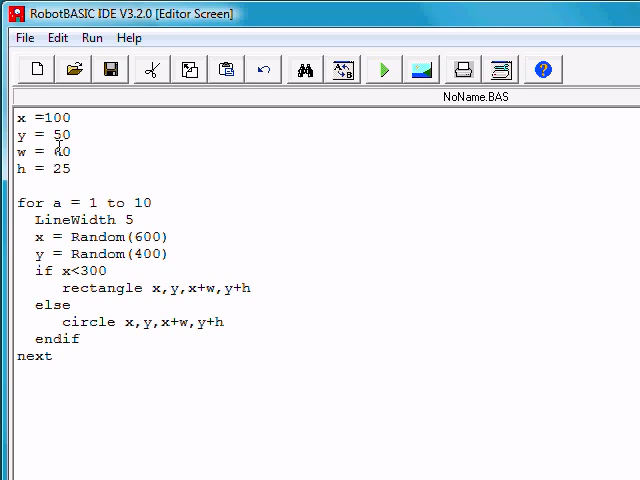 RobotBASIC IDE V3.2.0 [Editor Screen]
File Edit Run Help
NoName.BAS
x =100
y = 50
w =
h = 25
for a = 1 to 10
LineWidth 5
x = Random(600)
y = Random(400)
if x<300
rectangle x,y,x+w,y+h
else
circle x,y,x+w,y+h
endif
next